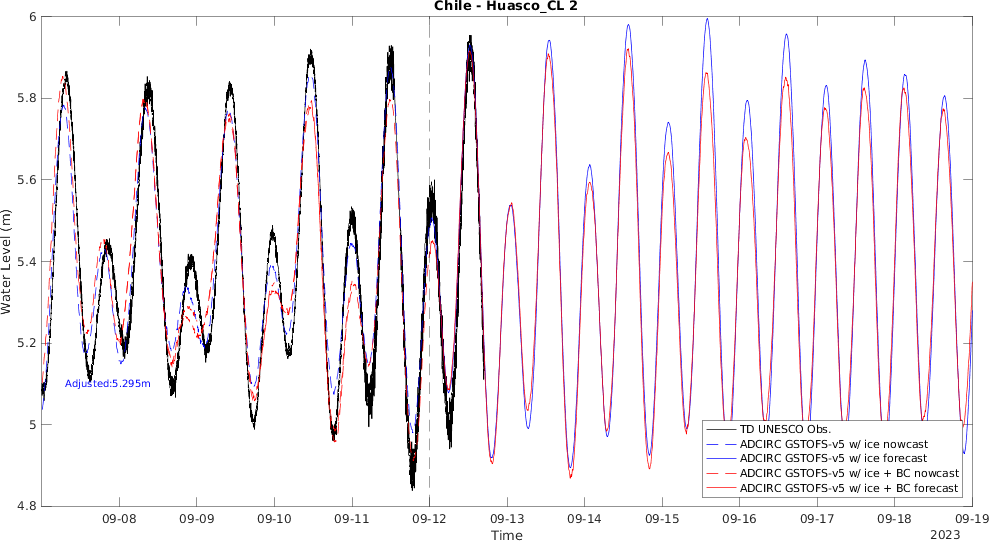 Chile - Huasco_CL 2
Water Level (m)
6
5.8
5.6
5.4
5.2
5
4.8
Adjusted:5.295m
TD UNESCO Obs.
ADCIRC GSTOFS-v5 w/ ice nowcast
ADCIRC GSTOFS-v5 w/ ice forecast
ADCIRC GSTOFS-v5 w/ ice + BC nowcast
ADCIRC GSTOFS-v5 w/ ice + BC forecast
09-08 09-09 09-10 09-11 09-12 09-13 09-14 09-15 09-16 09-17 09-18 09-19
Time
2023